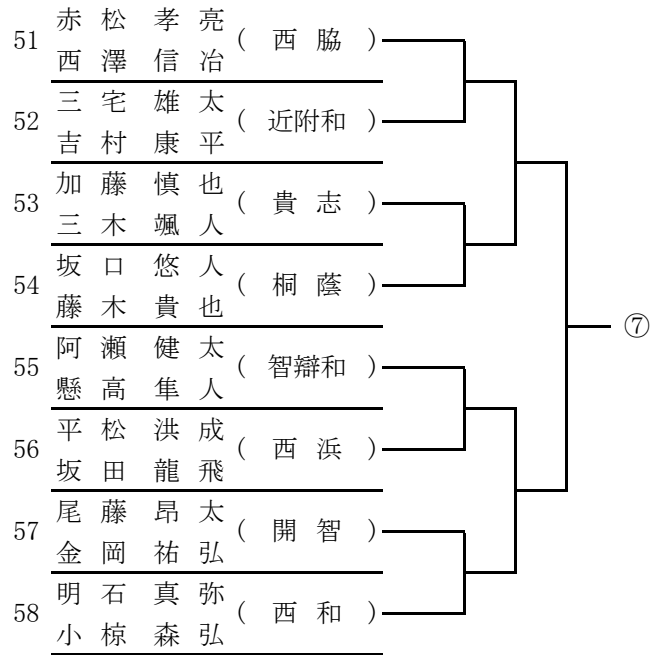 赤 松 孝 亮
51 ( 西 脇 )
西 澤 信 冶
三 宅 雄 太
52 ( 近附和 )
吉 村 康 平
加 藤 慎 也
53 ( 貴 志 )
三 木 颯 人
坂 口 悠 人
54 ( 桐 蔭 )
藤 木 貴 也
⑦
阿 瀬 健 太
55 ( 智辯和 )
懸 高 隼 人
平 松 洪 成
56 ( 西 浜 )
坂 田 龍 飛
尾 藤 昂 太
57 ( 開 智 )
金 岡 祐 弘
明 石 真 弥
58 ( 西 和 )
小 椋 森 弘